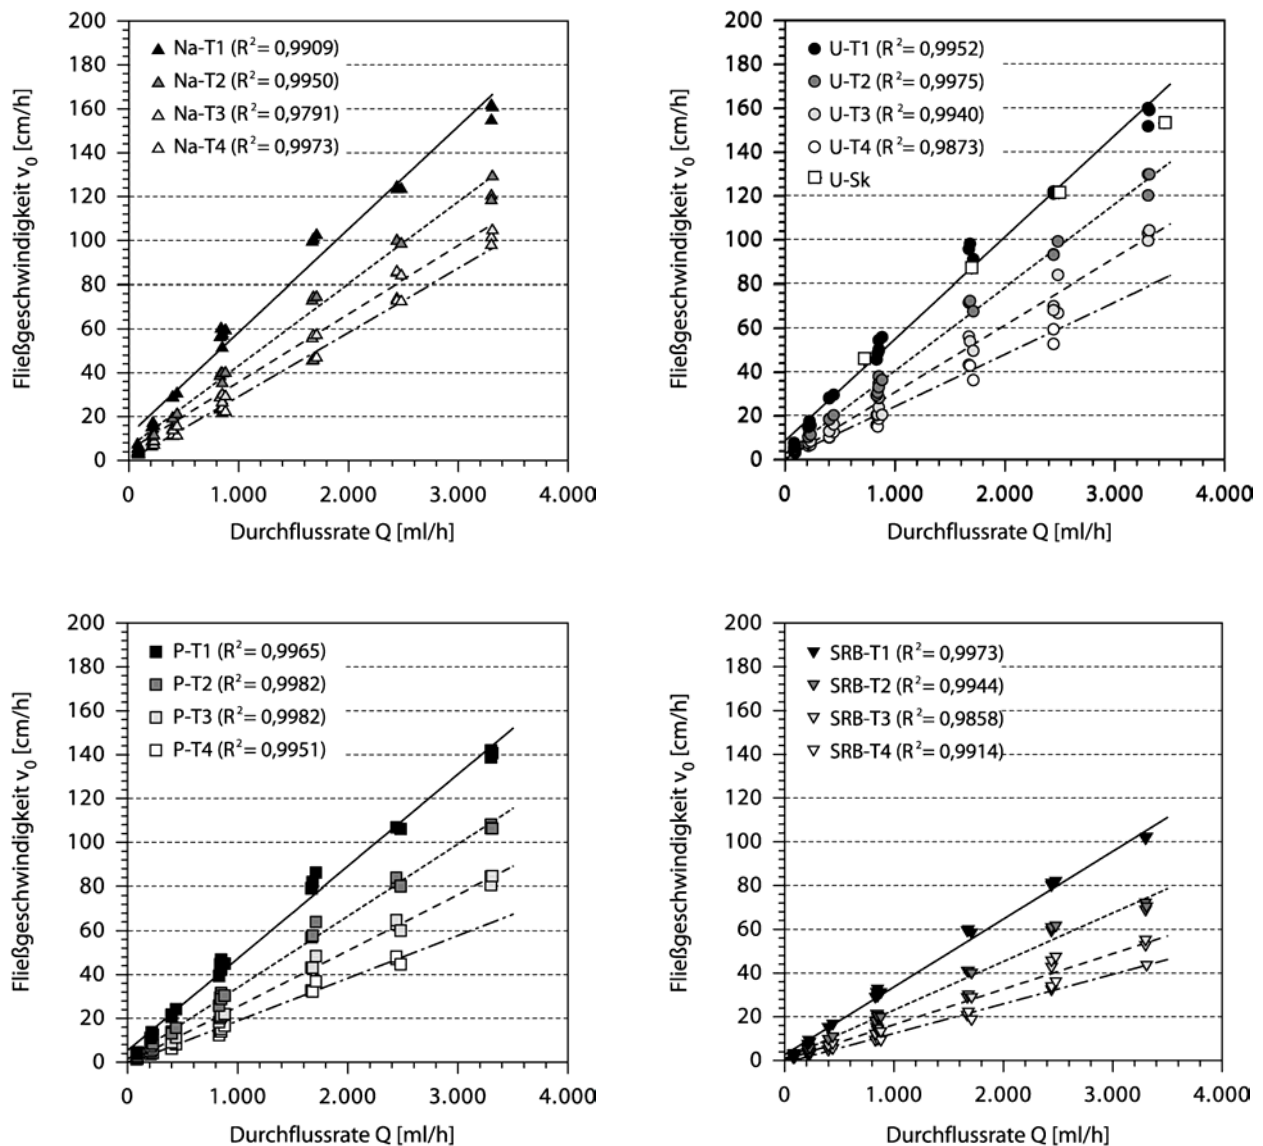 Fließgeschwindigkeit v₀ [cm/h]
200
180
160
140
120
100
80
60
40
20
0
Na-T1 (R²= 0,9909)
Na-T2 (R²= 0,9950)
Na-T3 (R²= 0,9791)
Na-T4 (R²= 0,9973)
0 1.000 2.000 3.000 4.000
Durchflussrate Q [ml/h]
Fließgeschwindigkeit v₀ [cm/h]
200
180
160
140
120
100
80
60
40
20
0
U-T1 (R²= 0,9952)
U-T2 (R²= 0,9975)
U-T3 (R²= 0,9940)
U-T4 (R²= 0,9873)
U-Sk
0 1.000 2.000 3.000 4.000
Durchflussrate Q [ml/h]
Fließgeschwindigkeit v₀ [cm/h]
200
180
160
140
120
100
80
60
40
20
0
P-T1 (R²= 0,9965)
P-T2 (R²= 0,9982)
P-T3 (R²= 0,9982)
P-T4 (R²= 0,9951)
0 1.000 2.000 3.000 4.000
Durchflussrate Q [ml/h]
Fließgeschwindigkeit v₀ [cm/h]
200
180
160
140
120
100
80
60
40
20
0
SRB-T1 (R²= 0,9973)
SRB-T2 (R²= 0,9944)
SRB-T3 (R²= 0,9858)
SRB-T4 (R²= 0,9914)
0 1.000 2.000 3.000 4.000
Durchflussrate Q [ml/h]